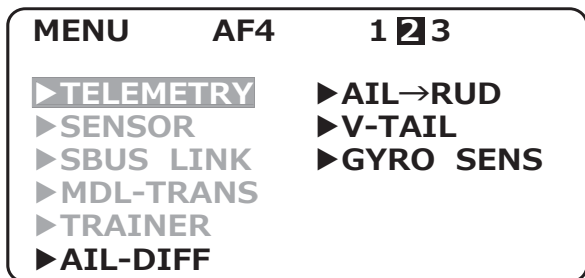 MENU AF4 1 2 3
▶TELEMETRY ▶AIL→RUD
▶SENSOR ▶V-TAIL
▶SBUS LINK ▶GYRO SENS
▶MDL-TRANS
▶TRAINER
▶AIL-DIFF